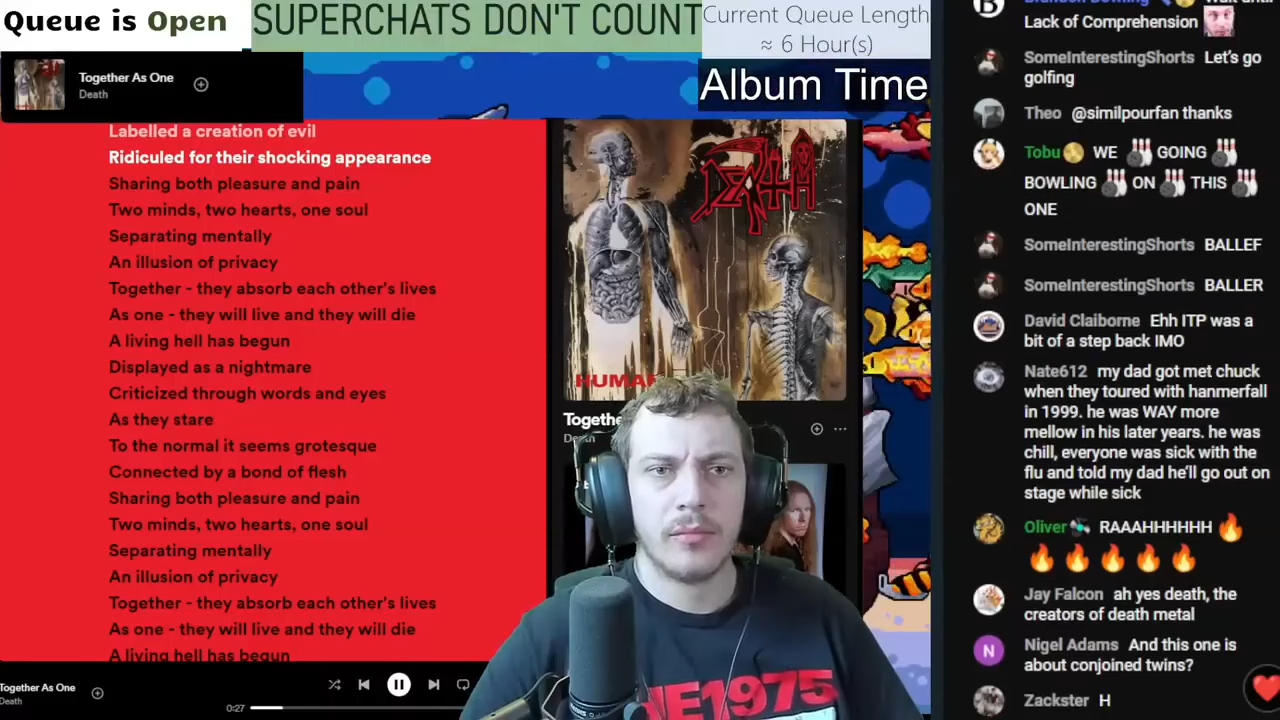 Queue is Open
SUPERCHATS DON'T COUNT
Current Queue Length
≈ 6 Hour(s)
Album Time
Together As One
Death
Labelled a creation of evil
Ridiculed for their shocking appearance
Sharing both pleasure and pain
Two minds, two hearts, one soul
Separating mentally
An illusion of privacy
Together - they absorb each other's lives
As one - they will live and they will die
A living hell has begun
Displayed as a nightmare
Criticized through words and eyes
As they stare
To the normal it seems grotesque
Connected by a bond of flesh
Sharing both pleasure and pain
Two minds, two hearts, one soul
Separating mentally
An illusion of privacy
Together - they absorb each other's lives
As one - they will live and they will die
A living hell has begun
DEATH
HUMA
Togethe
Death
Together As One
Death
0:27
1975
Lack of Comprehension
SomeInterestingShorts Let's go
golfing
Theo @similpourfan thanks
Tobu WE 🎳 GOING 🎳
BOWLING 🎳 ON 🎳 THIS 🎳
ONE
SomeInterestingShorts BALLEF
SomeInterestingShorts BALLER
David Claiborne Ehh ITP was a
bit of a step back IMO
Nate612 my dad got met chuck
when they toured with hanmerfall
in 1999. he was WAY more
mellow in his later years. he was
chill, everyone was sick with the
flu and told my dad he'll go out on
stage while sick
Oliver RAAAHHHHHH 🔥
🔥 🔥 🔥 🔥 🔥
Jay Falcon ah yes death, the
creators of death metal
N
Nigel Adams And this one is
about conjoined twins?
Zackster H